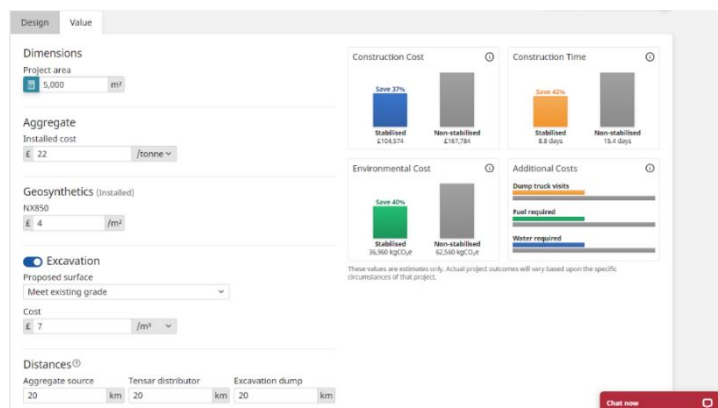 Design Value
Dimensions
Project area
5,000 m²
Aggregate
Installed cost
£ 22 /tonne
Geosynthetics (Installed)
NX850
£ 4 /m²
Excavation
Proposed surface
Meet existing grade
Cost
£ 7 /m³
Distances
Aggregate source Tensar distributor Excavation dump
20 km 20 km 20 km
Construction Cost
Save 37%
Stabilised Non-stabilised
£104,574 £167,784
Construction Time
Save 42%
Stabilised Non-stabilised
8.8 days 15.4 days
Environmental Cost
Save 40%
Stabilised Non-stabilised
36,960 kgCO₂e 62,560 kgCO₂e
Additional Costs
Dump truck visits
Fuel required
Water required
These values are estimates only. Actual project outcomes will vary based upon the specific
circumstances of that project.
Chat now